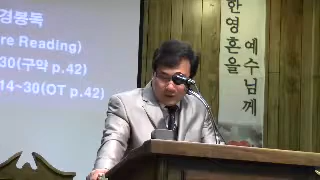 경봉독
re Reading)
30(구약 p.42)
14~30(OT p.42)
한영혼을
예수님께